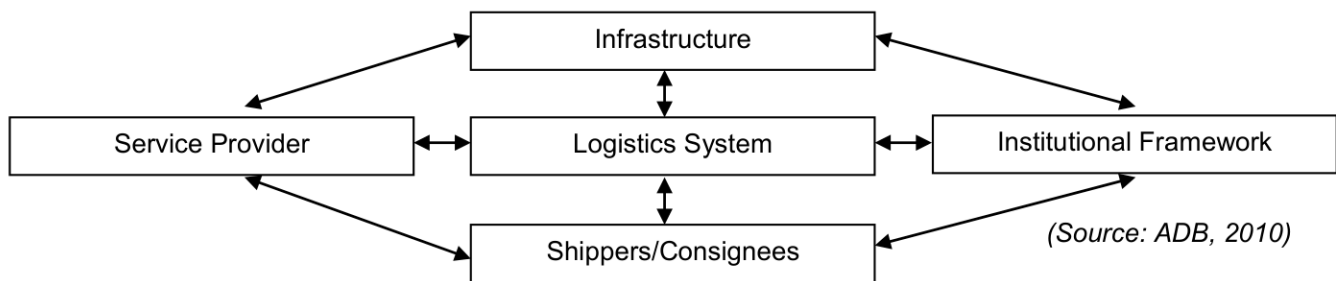 Infrastructure
Service Provider
Logistics System
Institutional Framework
Shippers/Consignees
(Source: ADB, 2010)